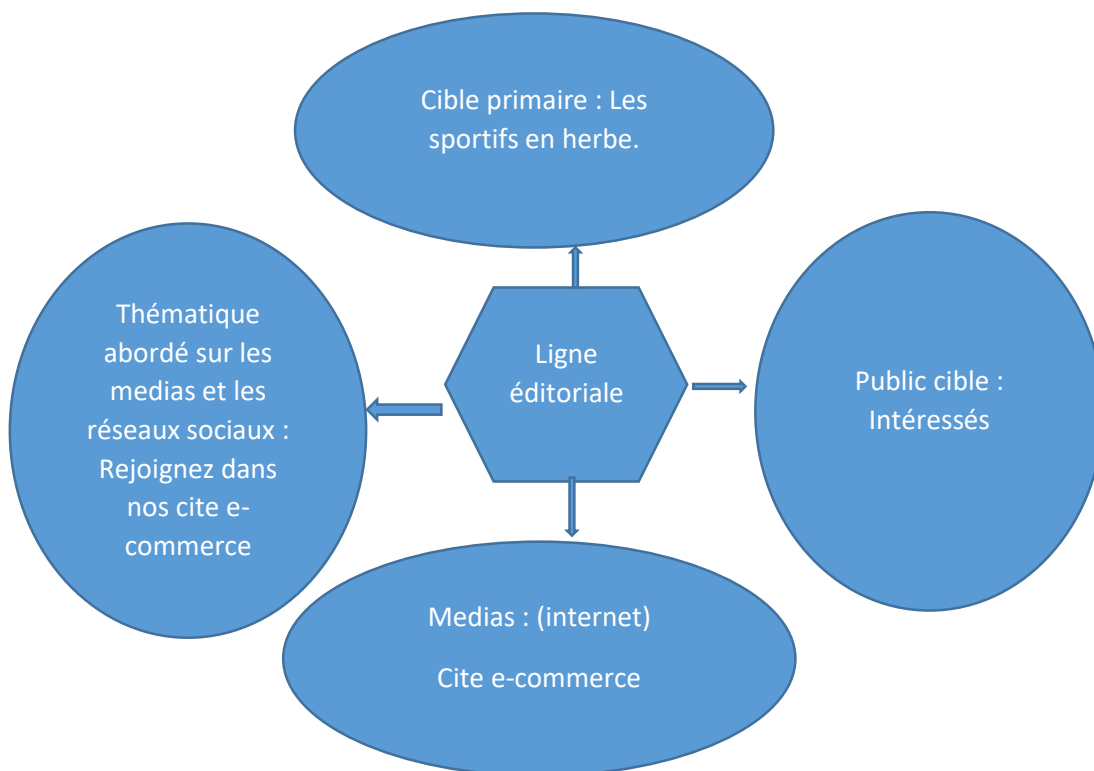 Cible primaire : Les
sportifs en herbe.
Thématique
abordé sur les
medias et les
réseaux sociaux :
Rejoignez dans
nos cite e-
commerce
Ligne
éditoriale
Public cible :
Intéressés
Medias : (internet)
Cite e-commerce